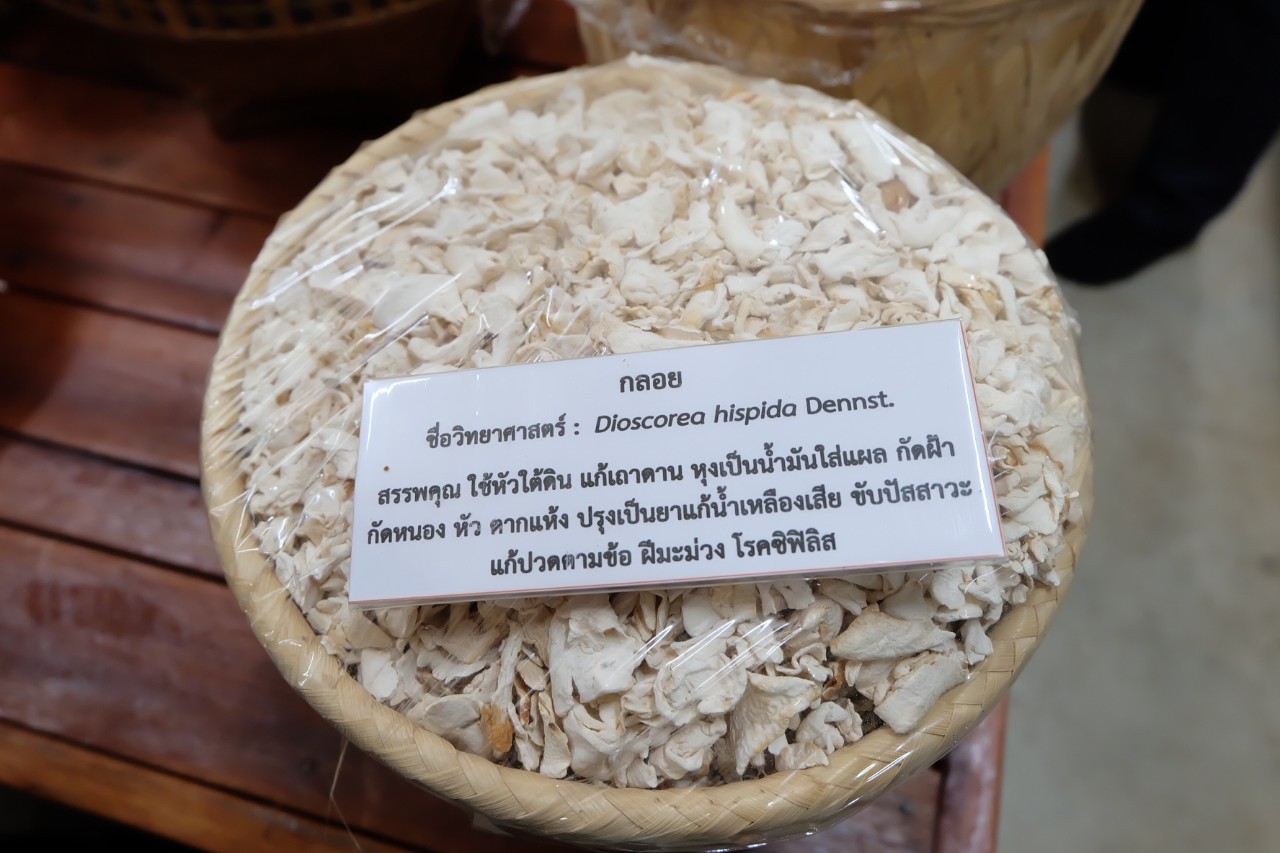 กลอย
ชื่อวิทยาศาสตร์ : Dioscorea hispida Dennst.
สรรพคุณ ใช้หัวใต้ดิน แก้เถาดาน หุงเป็นน้ำมันใส่แผล กัดฝ้า
กัดหนอง หัว ตากแห้ง ปรุงเป็นยาแก้น้ำเหลืองเสีย ขับปัสสาวะ
แก้ปวดตามข้อ ฝีมะม่วง โรคซิฟิลิส